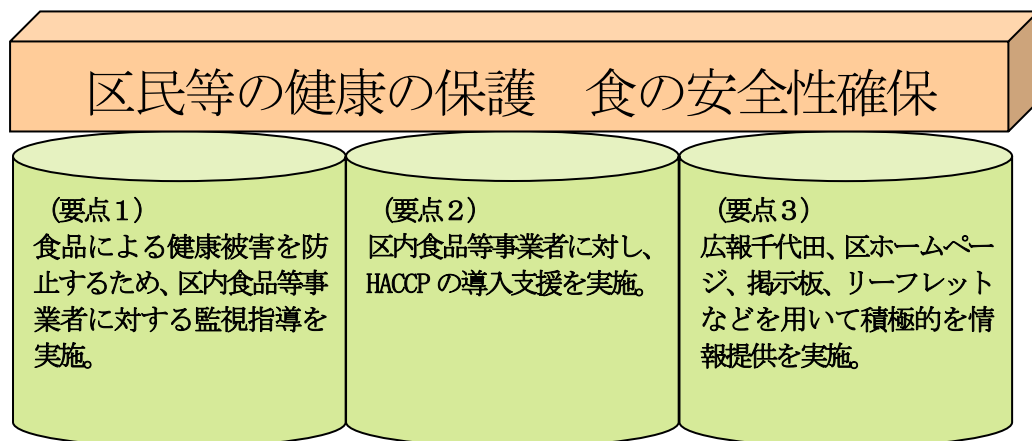 区民等の健康の保護　食の安全性確保
（要点１）
食品による健康被害を防
止するため、区内食品等事
業者に対する監視指導を
実施。
（要点２）
区内食品等事業者に対し、
HACCP の導入支援を実施。
（要点３）
広報千代田、区ホームペー
ジ、掲示板、リーフレット
などを用いて積極的を情
報提供を実施。